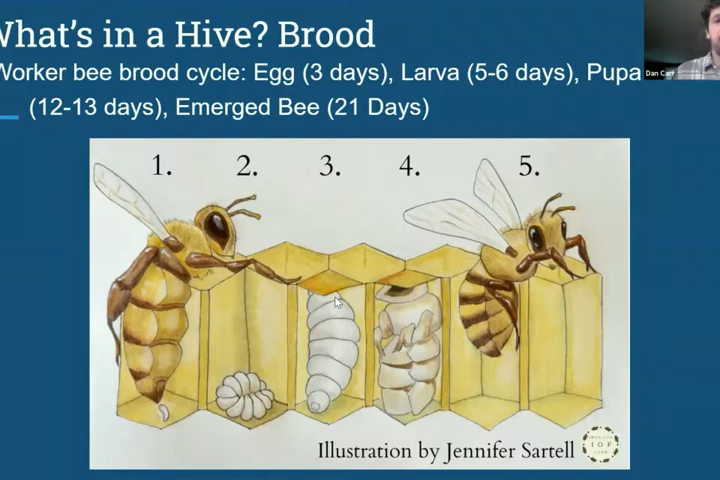 What's in a Hive? Brood
Worker bee brood cycle: Egg (3 days), Larva (5-6 days), Pupa
(12-13 days), Emerged Bee (21 Days)
Dan Carr
1. 2. 3. 4. 5.
Illustration by Jennifer Sartell
IOF